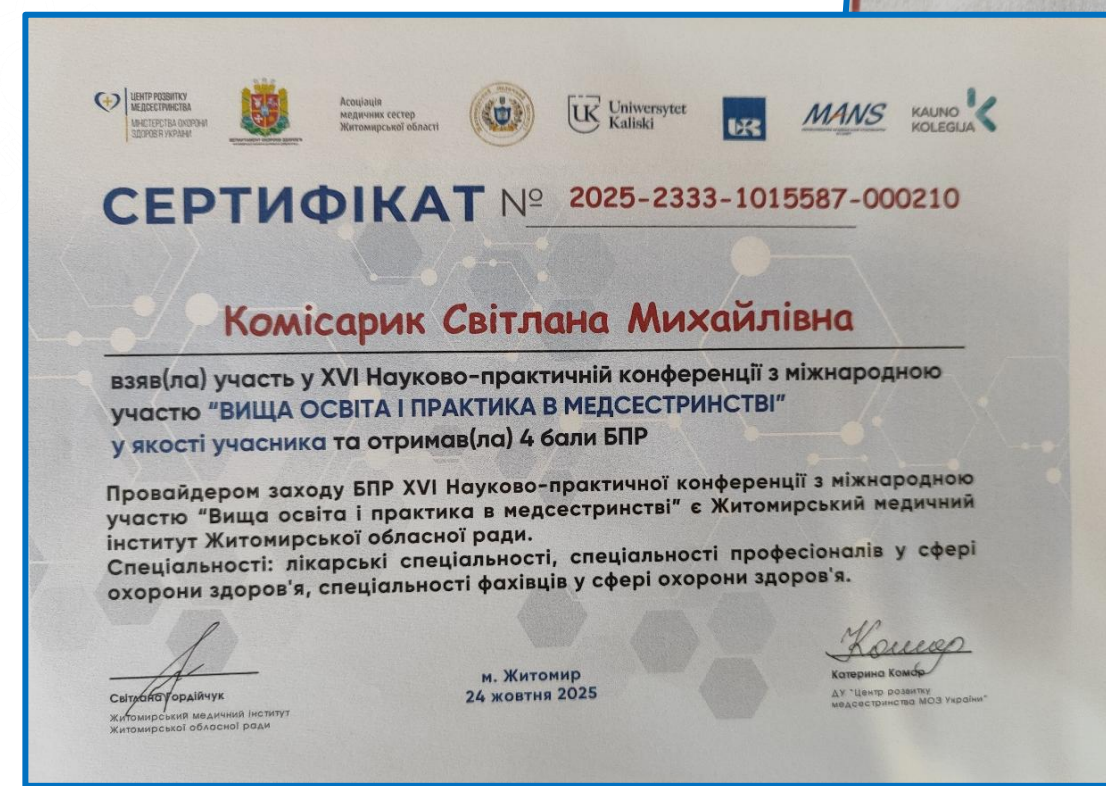 ЦЕНТР РОЗВИТКУ
МЕДСЕСТРИНСТВА
МІНІСТЕРСТВА ОХОРОНИ
ЗДОРОВ'Я УКРАЇНИ
Асоціація
медичних сестер
Житомирської області
UK Uniwersytet
Kaliski
UR
MANS
KAUNO
KOLEGIJA
СЕРТИФІКАТ № 2025-2333-1015587-000210
Комісарик Світлана Михайлівна
взяв(ла) участь у XVI Науково-практичній конференції з міжнародною
участю “ВИЩА ОСВІТА І ПРАКТИКА В МЕДСЕСТРИНСТВІ”
у якості учасника та отримав(ла) 4 бали БПР
Провайдером заходу БПР XVI Науково-практичної конференції з міжнародною
участю “Вища освіта і практика в медсестринстві” є Житомирський медичний
інститут Житомирської обласної ради.
Спеціальності: лікарські спеціальності, спеціальності професіоналів у сфері
охорони здоров'я, спеціальності фахівців у сфері охорони здоров'я.
Світлана Гордійчук
Житомирський медичний інститут
Житомирської обласної ради
м. Житомир
24 жовтня 2025
Комар
Катерина Комар
ДУ "Центр розвитку
медсестринства МОЗ України"